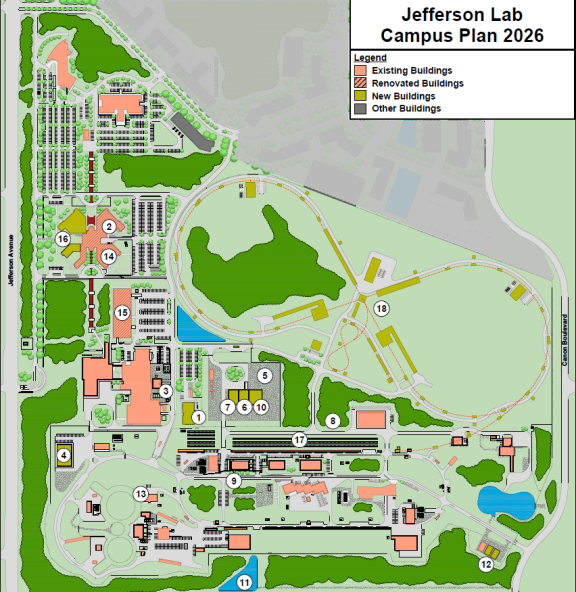 Jefferson Lab
Campus Plan 2026
Legend
Existing Buildings
Renovated Buildings
New Buildings
Other Buildings
2
16
14
Jefferson Avenue
15
18
Canon Boulevard
5
3
7 6 10
1
8
17
4
9
13
12
11